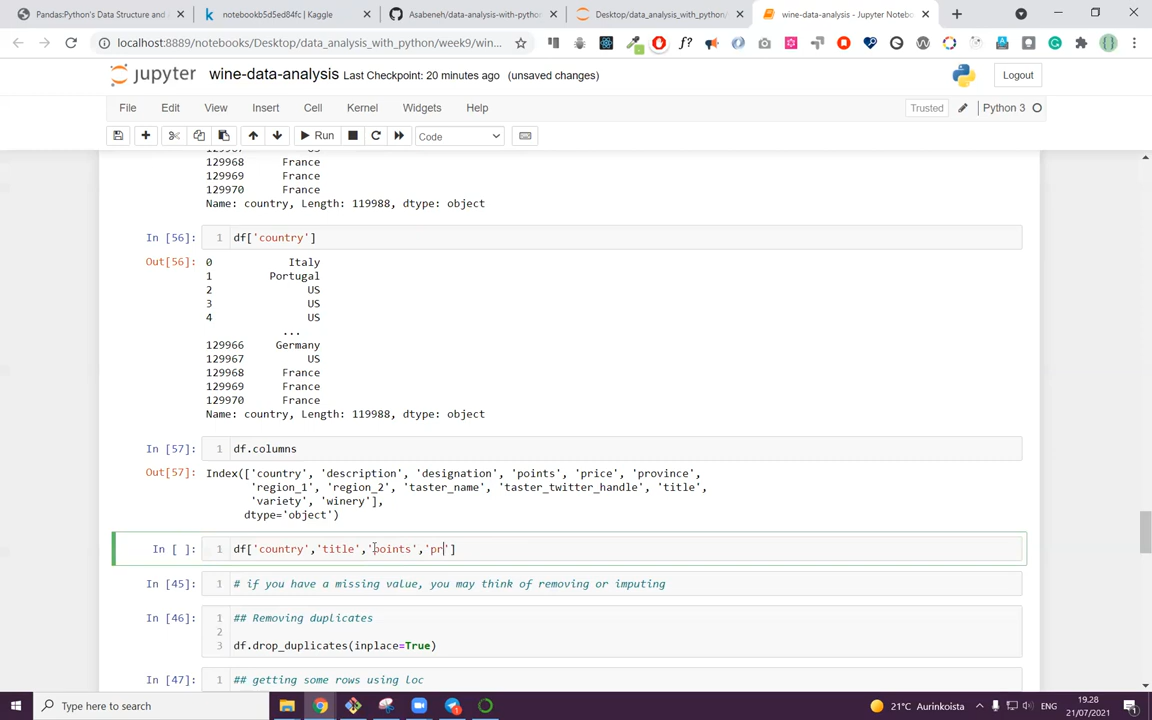 Pandas:Python's Data Structure and
notebookb5d5ed84fc | Kaggle
Asabeneh/data-analysis-with-python
Desktop/data_analysis_with_python/
wine-data-analysis - Jupyter Notebo
localhost:8889/notebooks/Desktop/data_analysis_with_python/week9/win...
jupyter wine-data-analysis Last Checkpoint: 20 minutes ago (unsaved changes)
Logout
File Edit View Insert Cell Kernel Widgets Help
Trusted Python 3
Run Code
129968 France
129969 France
129970 France
Name: country, Length: 119988, dtype: object
In [56]: 1 df['country']
Out[56]: 0 Italy
1 Portugal
2 US
3 US
4 US
...
129966 Germany
129967 US
129968 France
129969 France
129970 France
Name: country, Length: 119988, dtype: object
In [57]: 1 df.columns
Out[57]: Index(['country', 'description', 'designation', 'points', 'price', 'province',
'region_1', 'region_2', 'taster_name', 'taster_twitter_handle', 'title',
'variety', 'winery'],
dtype='object')
In [ ]: 1 df['country','title','points','pr']
In [45]: 1 # if you have a missing value, you may think of removing or imputing
In [46]: 1 ## Removing duplicates
2
3 df.drop_duplicates(inplace=True)
In [47]: 1 ## getting some rows using loc
Type here to search
21°C Aurinkoista
ENG
19.28
21/07/2021